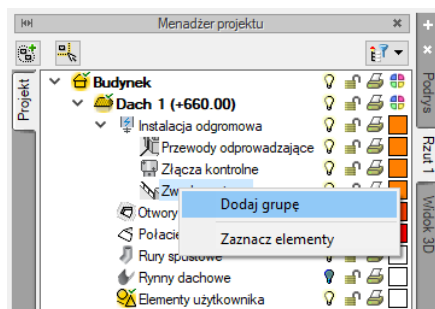 Menadżer projektu
Projekt
Budynek
Dach 1 (+660.00)
Instalacja odgromowa
Przewody odprowadzające
Złącza kontrolne
Dodaj grupę
Otwory
Zaznacz elementy
Rury spustowe
Rynny dachowe
Elementy użytkownika
Podrys
Rzut 1
Widok 3D